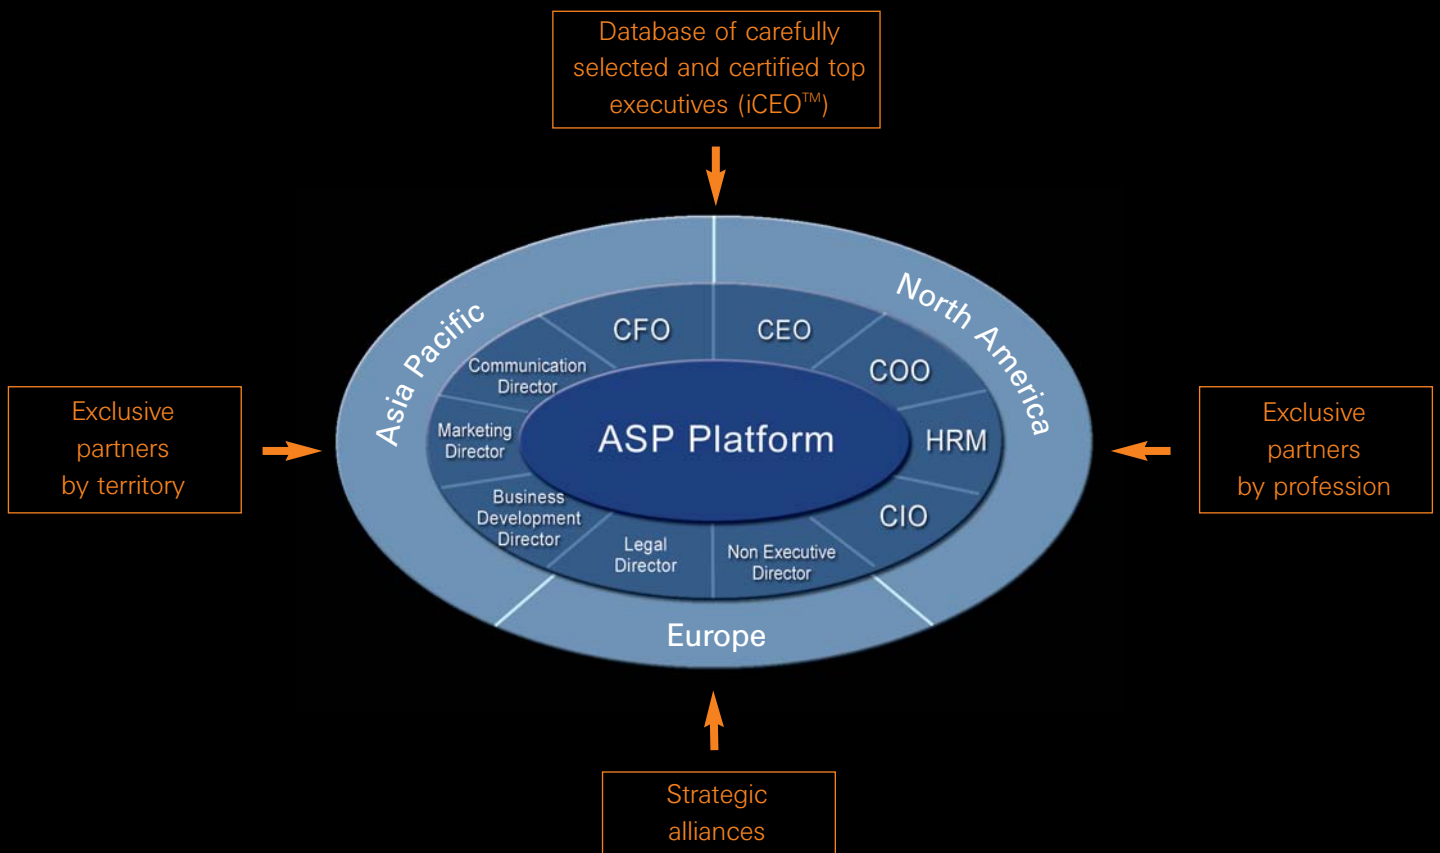 Database of carefully
selected and certified top
executives (iCEO™)
North America
Asia Pacific
CFO
CEO
Communication
Director
COO
Exclusive
partners
by territory
Marketing
Director
ASP Platform
HRM
Exclusive
partners
by profession
Business
Development
Director
CIO
Legal
Director
Non Executive
Director
Europe
Strategic
alliances